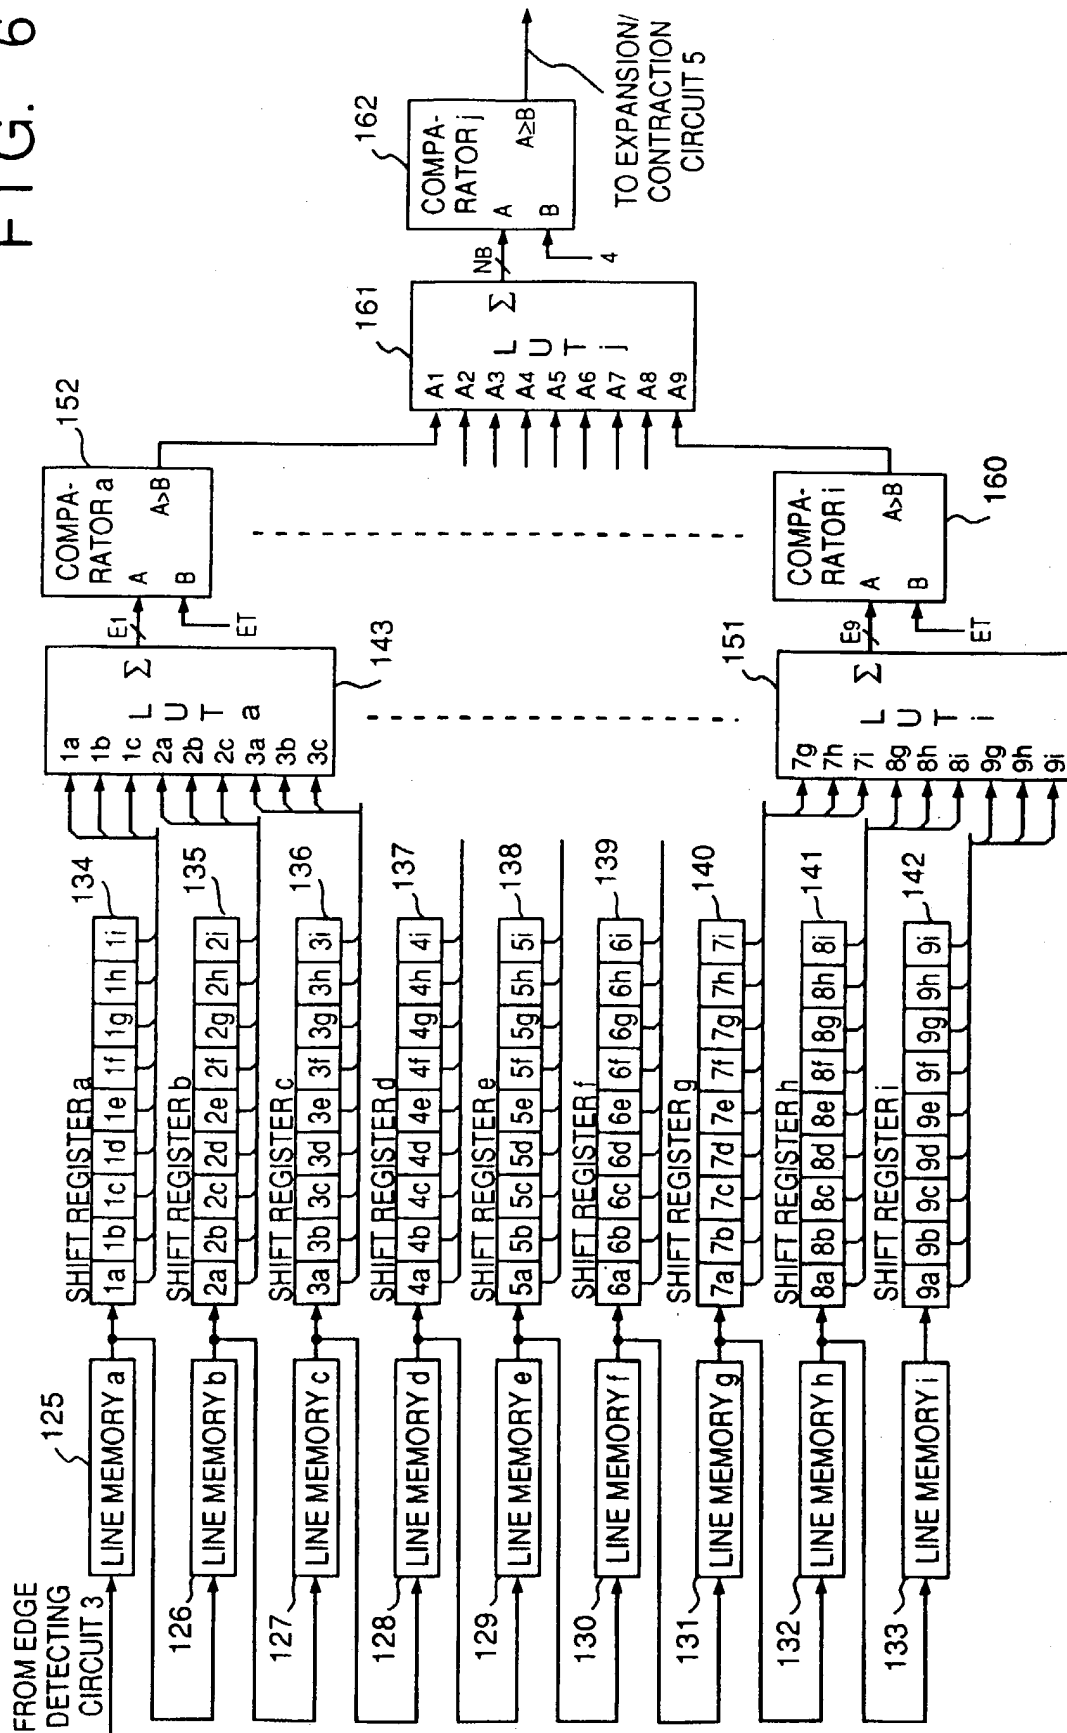 FIG. 6
FROM EDGE
DETECTING
CIRCUIT 3
125
LINE MEMORY a
126
LINE MEMORY b
127
LINE MEMORY c
128
LINE MEMORY d
129
LINE MEMORY e
130
LINE MEMORY f
131
LINE MEMORY g
132
LINE MEMORY h
133
LINE MEMORY i
SHIFT REGISTER a
134
1a 1b 1c 1d 1e 1f 1g 1h 1i
SHIFT REGISTER b
135
2a 2b 2c 2d 2e 2f 2g 2h 2i
SHIFT REGISTER c
136
3a 3b 3c 3d 3e 3f 3g 3h 3i
SHIFT REGISTER d
137
4a 4b 4c 4d 4e 4f 4g 4h 4i
SHIFT REGISTER e
138
5a 5b 5c 5d 5e 5f 5g 5h 5i
SHIFT REGISTER f
139
6a 6b 6c 6d 6e 6f 6g 6h 6i
SHIFT REGISTER g
140
7a 7b 7c 7d 7e 7f 7g 7h 7i
SHIFT REGISTER h
141
8a 8b 8c 8d 8e 8f 8g 8h 8i
SHIFT REGISTER i
142
9a 9b 9c 9d 9e 9f 9g 9h 9i
1a
1b
1c
2a
2b
2c
3a
3b
3c
LUT a
Σ
143
E1
ET
COMPA-
RATOR a
A
B
A>B
152
7g
7h
7i
8g
8h
8i
9g
9h
9i
LUT i
Σ
151
E9
ET
COMPA-
RATOR i
A
B
A>B
160
A1
A2
A3
A4
A5
A6
A7
A8
A9
LUT j
Σ
161
NB
4
COMPA-
RATOR j
A
B
A≥B
162
TO EXPANSION/
CONTRACTION
CIRCUIT 5